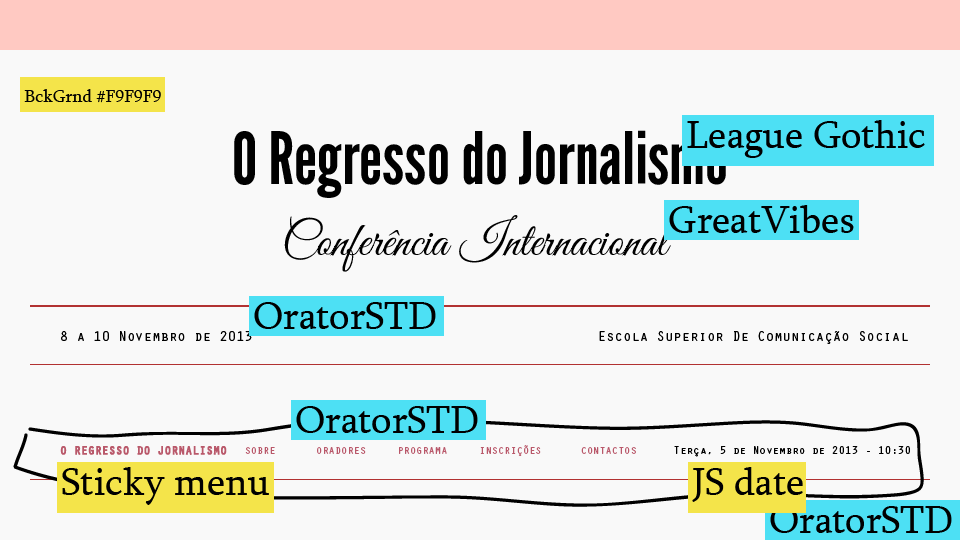 BckGrnd #F9F9F9
League Gothic
O Regresso do Jornalismo
GreatVibes
Conferência Internacional
OratorSTD
8 a 10 Novembro de 2013
Escola Superior De Comunicação Social
OratorSTD
O REGRESSO DO JORNALISMO SOBRE ORADORES PROGRAMA INSCRIÇÕES CONTACTOS Terça, 5 de Novembro de 2013 - 10:30
Sticky menu
JS date
OratorSTD